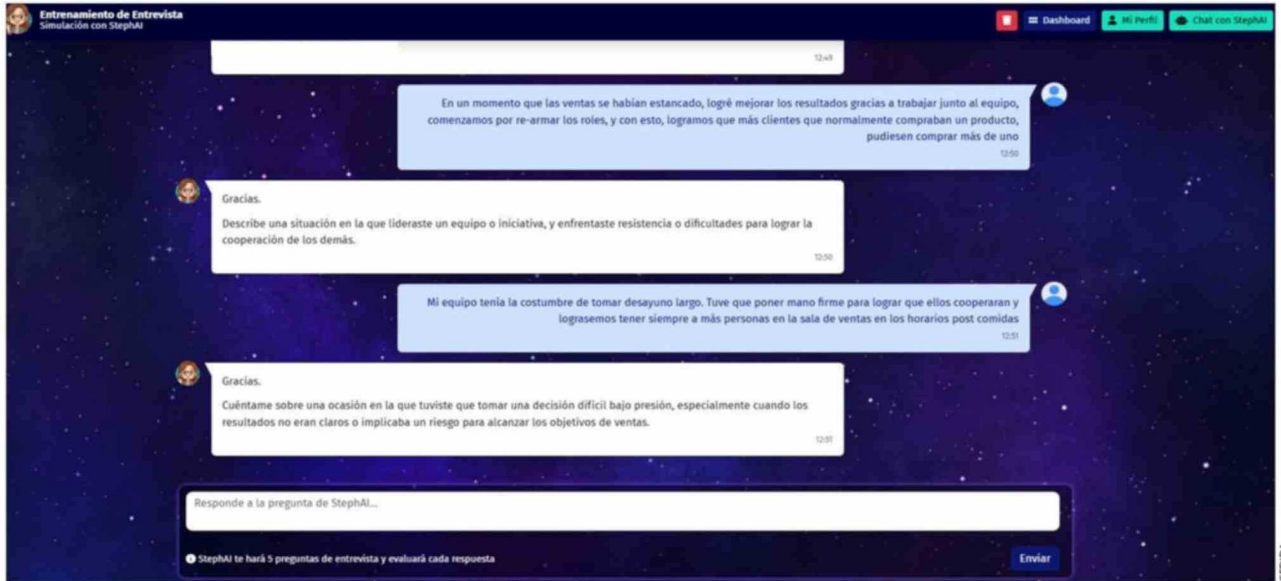 Entrenamiento de Entrevista
Simulación con StephAI
Dashboard
Mi Perfil
Chat con StephAI
12:49
En un momento que las ventas se habían estancado, logré mejorar los resultados gracias a trabajar junto al equipo,
comenzamos por re-armar los roles, y con esto, logramos que más clientes que normalmente compraban un producto,
pudiesen comprar más de uno
12:50
Gracias.
Describe una situación en la que lideraste un equipo o iniciativa, y enfrentaste resistencia o dificultades para lograr la
cooperación de los demás.
12:50
Mi equipo tenía la costumbre de tomar desayuno largo. Tuve que poner mano firme para lograr que ellos cooperaran y
lograsemos tener siempre a más personas en la sala de ventas en los horarios post comidas
12:51
Gracias.
Cuéntame sobre una ocasión en la que tuviste que tomar una decisión difícil bajo presión, especialmente cuando los
resultados no eran claros o implicaba un riesgo para alcanzar los objetivos de ventas.
12:51
Responde a la pregunta de StephAI...
StephAI te hará 5 preguntas de entrevista y evaluará cada respuesta
Enviar